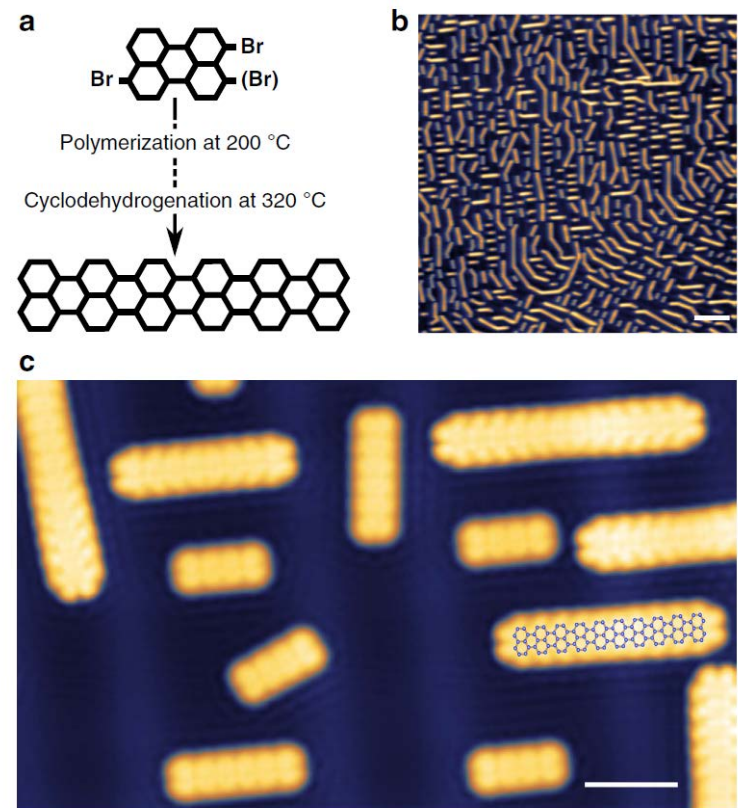 a
b
Br
Br
(Br)
Polymerization at 200 °C
Cyclodehydrogenation at 320 °C
c